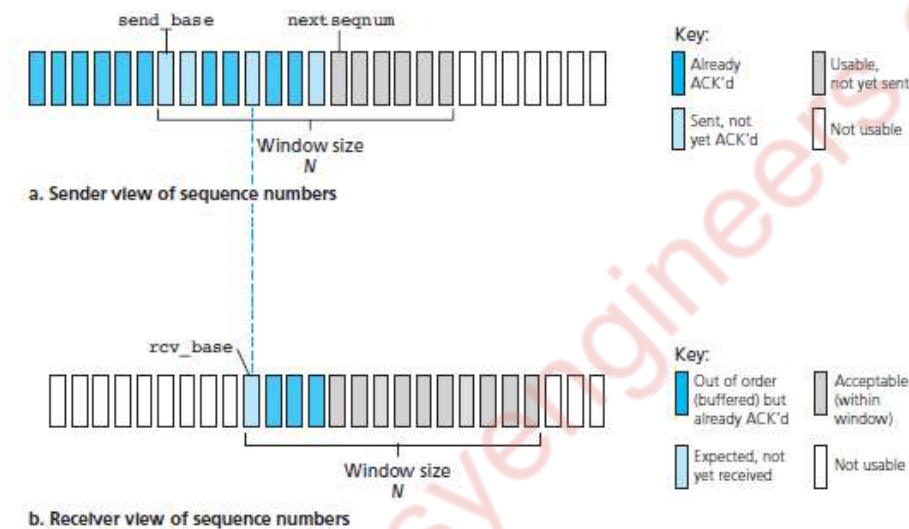 send_base
nextseqnum
Window size
N
a. Sender view of sequence numbers
Key:
Already
ACK'd
Usable,
not yet sent
Sent, not
yet ACK'd
Not usable
rcv_base
Window size
N
b. Receiver view of sequence numbers
Key:
Out of order
(buffered) but
already ACK'd
Acceptable
(within
window)
Expected, not
yet received
Not usable
syengineers